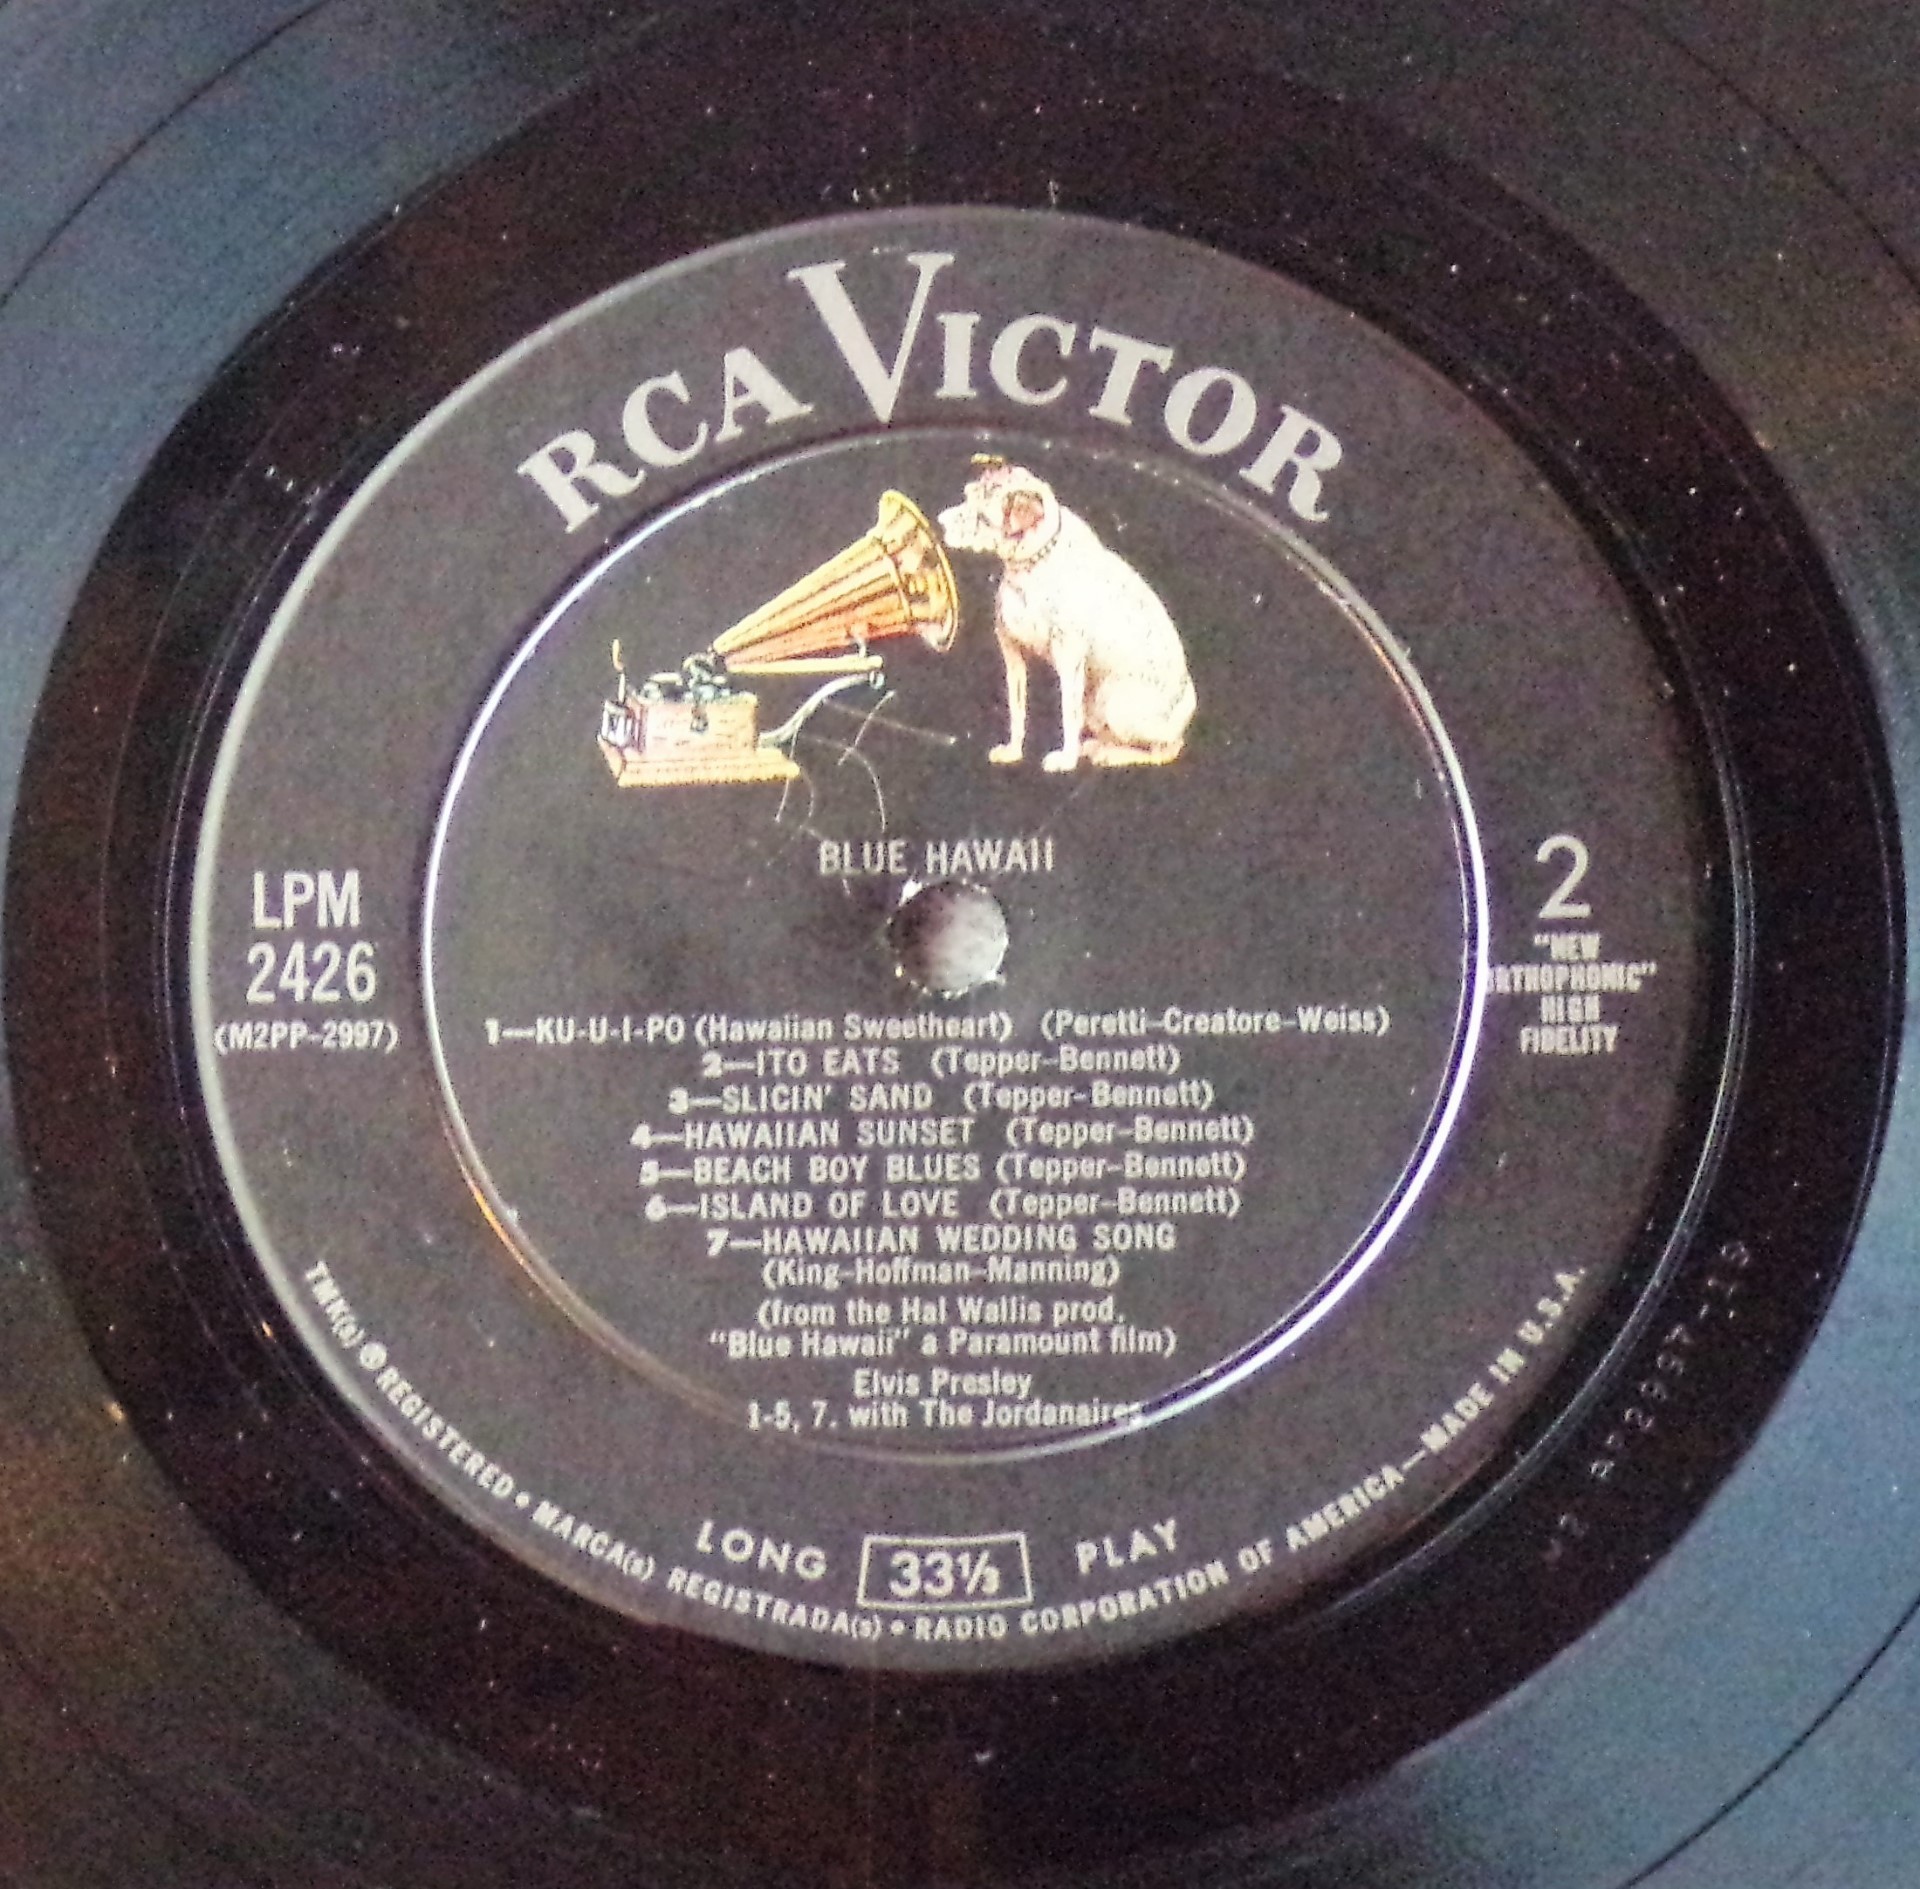 RCA VICTOR
BLUE HAWAII
LPM
2426
(M2PP-2997)
2
"NEW
ORTHOPHONIC"
HIGH
FIDELITY
1—KU-U-I-PO (Hawaiian Sweetheart) (Peretti-Creatore-Weiss)
2—ITO EATS (Tepper-Bennett)
3—SLICIN' SAND (Tepper-Bennett)
4—HAWAIIAN SUNSET (Tepper-Bennett)
5—BEACH BOY BLUES (Tepper-Bennett)
6—ISLAND OF LOVE (Tepper-Bennett)
7—HAWAIIAN WEDDING SONG
(King-Hoffman-Manning)
(from the Hal Wallis prod.
"Blue Hawaii" a Paramount film)
Elvis Presley
1-5, 7. with The Jordanaires
LONG 33⅓ PLAY
TMK(s) ® REGISTERED • MARCA(s) REGISTRADA(s) • RADIO CORPORATION OF AMERICA—MADE IN U.S.A.